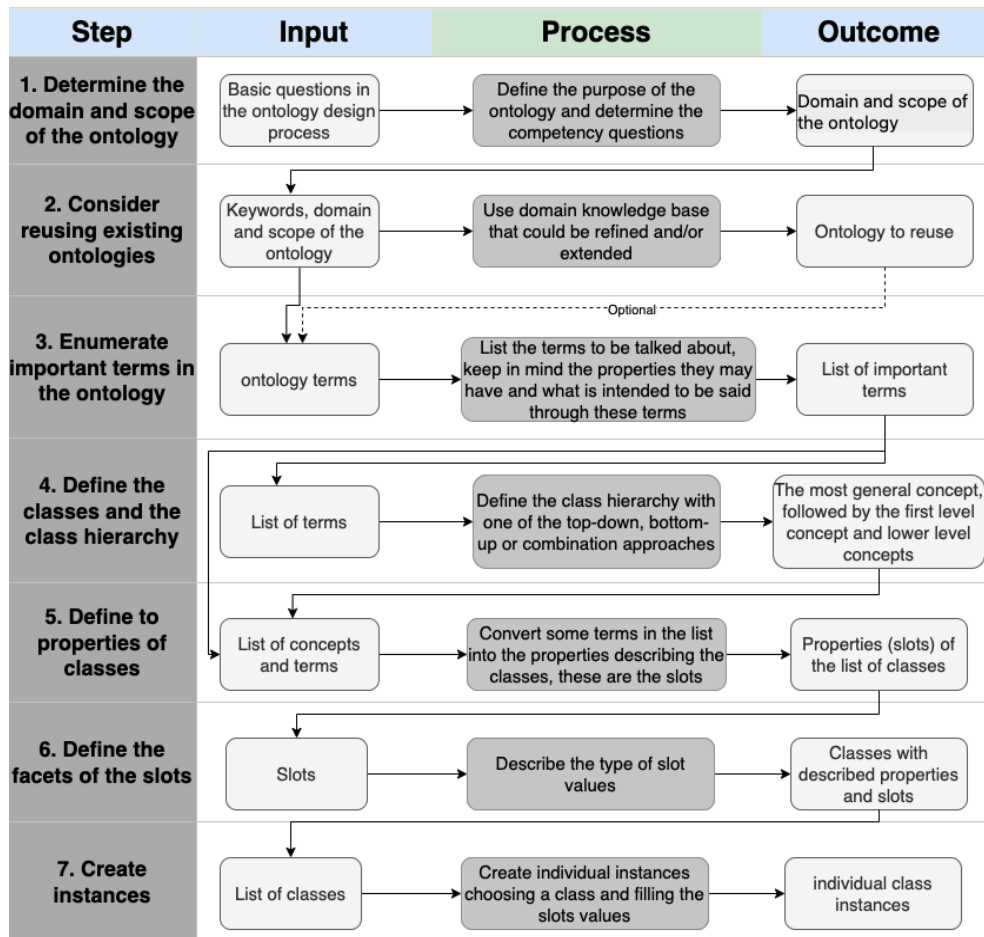 Step
Input
Process
Outcome
1. Determine the
domain and scope
of the ontology
Basic questions in
the ontology design
process
Define the purpose of the
ontology and determine the
competency questions
Domain and scope of
the ontology
2. Consider
reusing existing
ontologies
Keywords, domain
and scope of the
ontology
Use domain knowledge base
that could be refined and/or
extended
Ontology to reuse
Optional
3. Enumerate
important terms in
the ontology
ontology terms
List the terms to be talked about,
keep in mind the properties they
may have and what is intended to be said
through these terms
List of important
terms
4. Define the
classes and the
class hierarchy
List of terms
Define the class hierarchy with
one of the top-down, bottom-
up or combination approaches
The most general concept,
followed by the first level
concept and lower level
concepts
5. Define to
properties of
classes
List of concepts
and terms
Convert some terms in the list
into the properties describing the
classes, these are the slots
Properties (slots) of
the list of classes
6. Define the
facets of the slots
Slots
Describe the type of slot
values
Classes with
described properties
and slots
7. Create
instances
List of classes
Create individual instances
choosing a class and filling the
slots values
individual class
instances